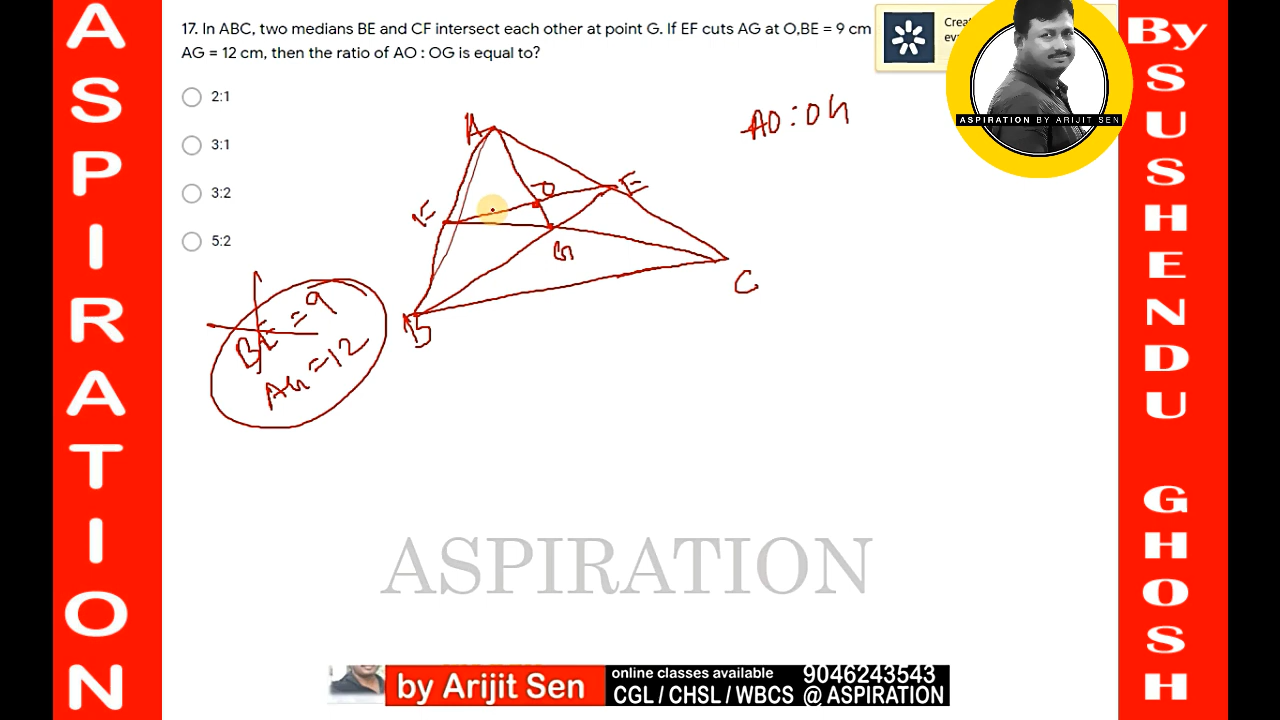 17. In ABC, two medians BE and CF intersect each other at point G. If EF cuts AG at O,BE = 9 cm
AG = 12 cm, then the ratio of AO : OG is equal to?
2:1
3:1
3:2
5:2
AO : OG
A
E
F
O
G
B
C
BE = 9
AG = 12
ASPIRATION
ASPIRATION BY ARIJIT SEN
By
SUSHENDU
GHOSH
ASPIRATION
by Arijit Sen
online classes available
9046243543
CGL / CHSL / WBCS @ ASPIRATION